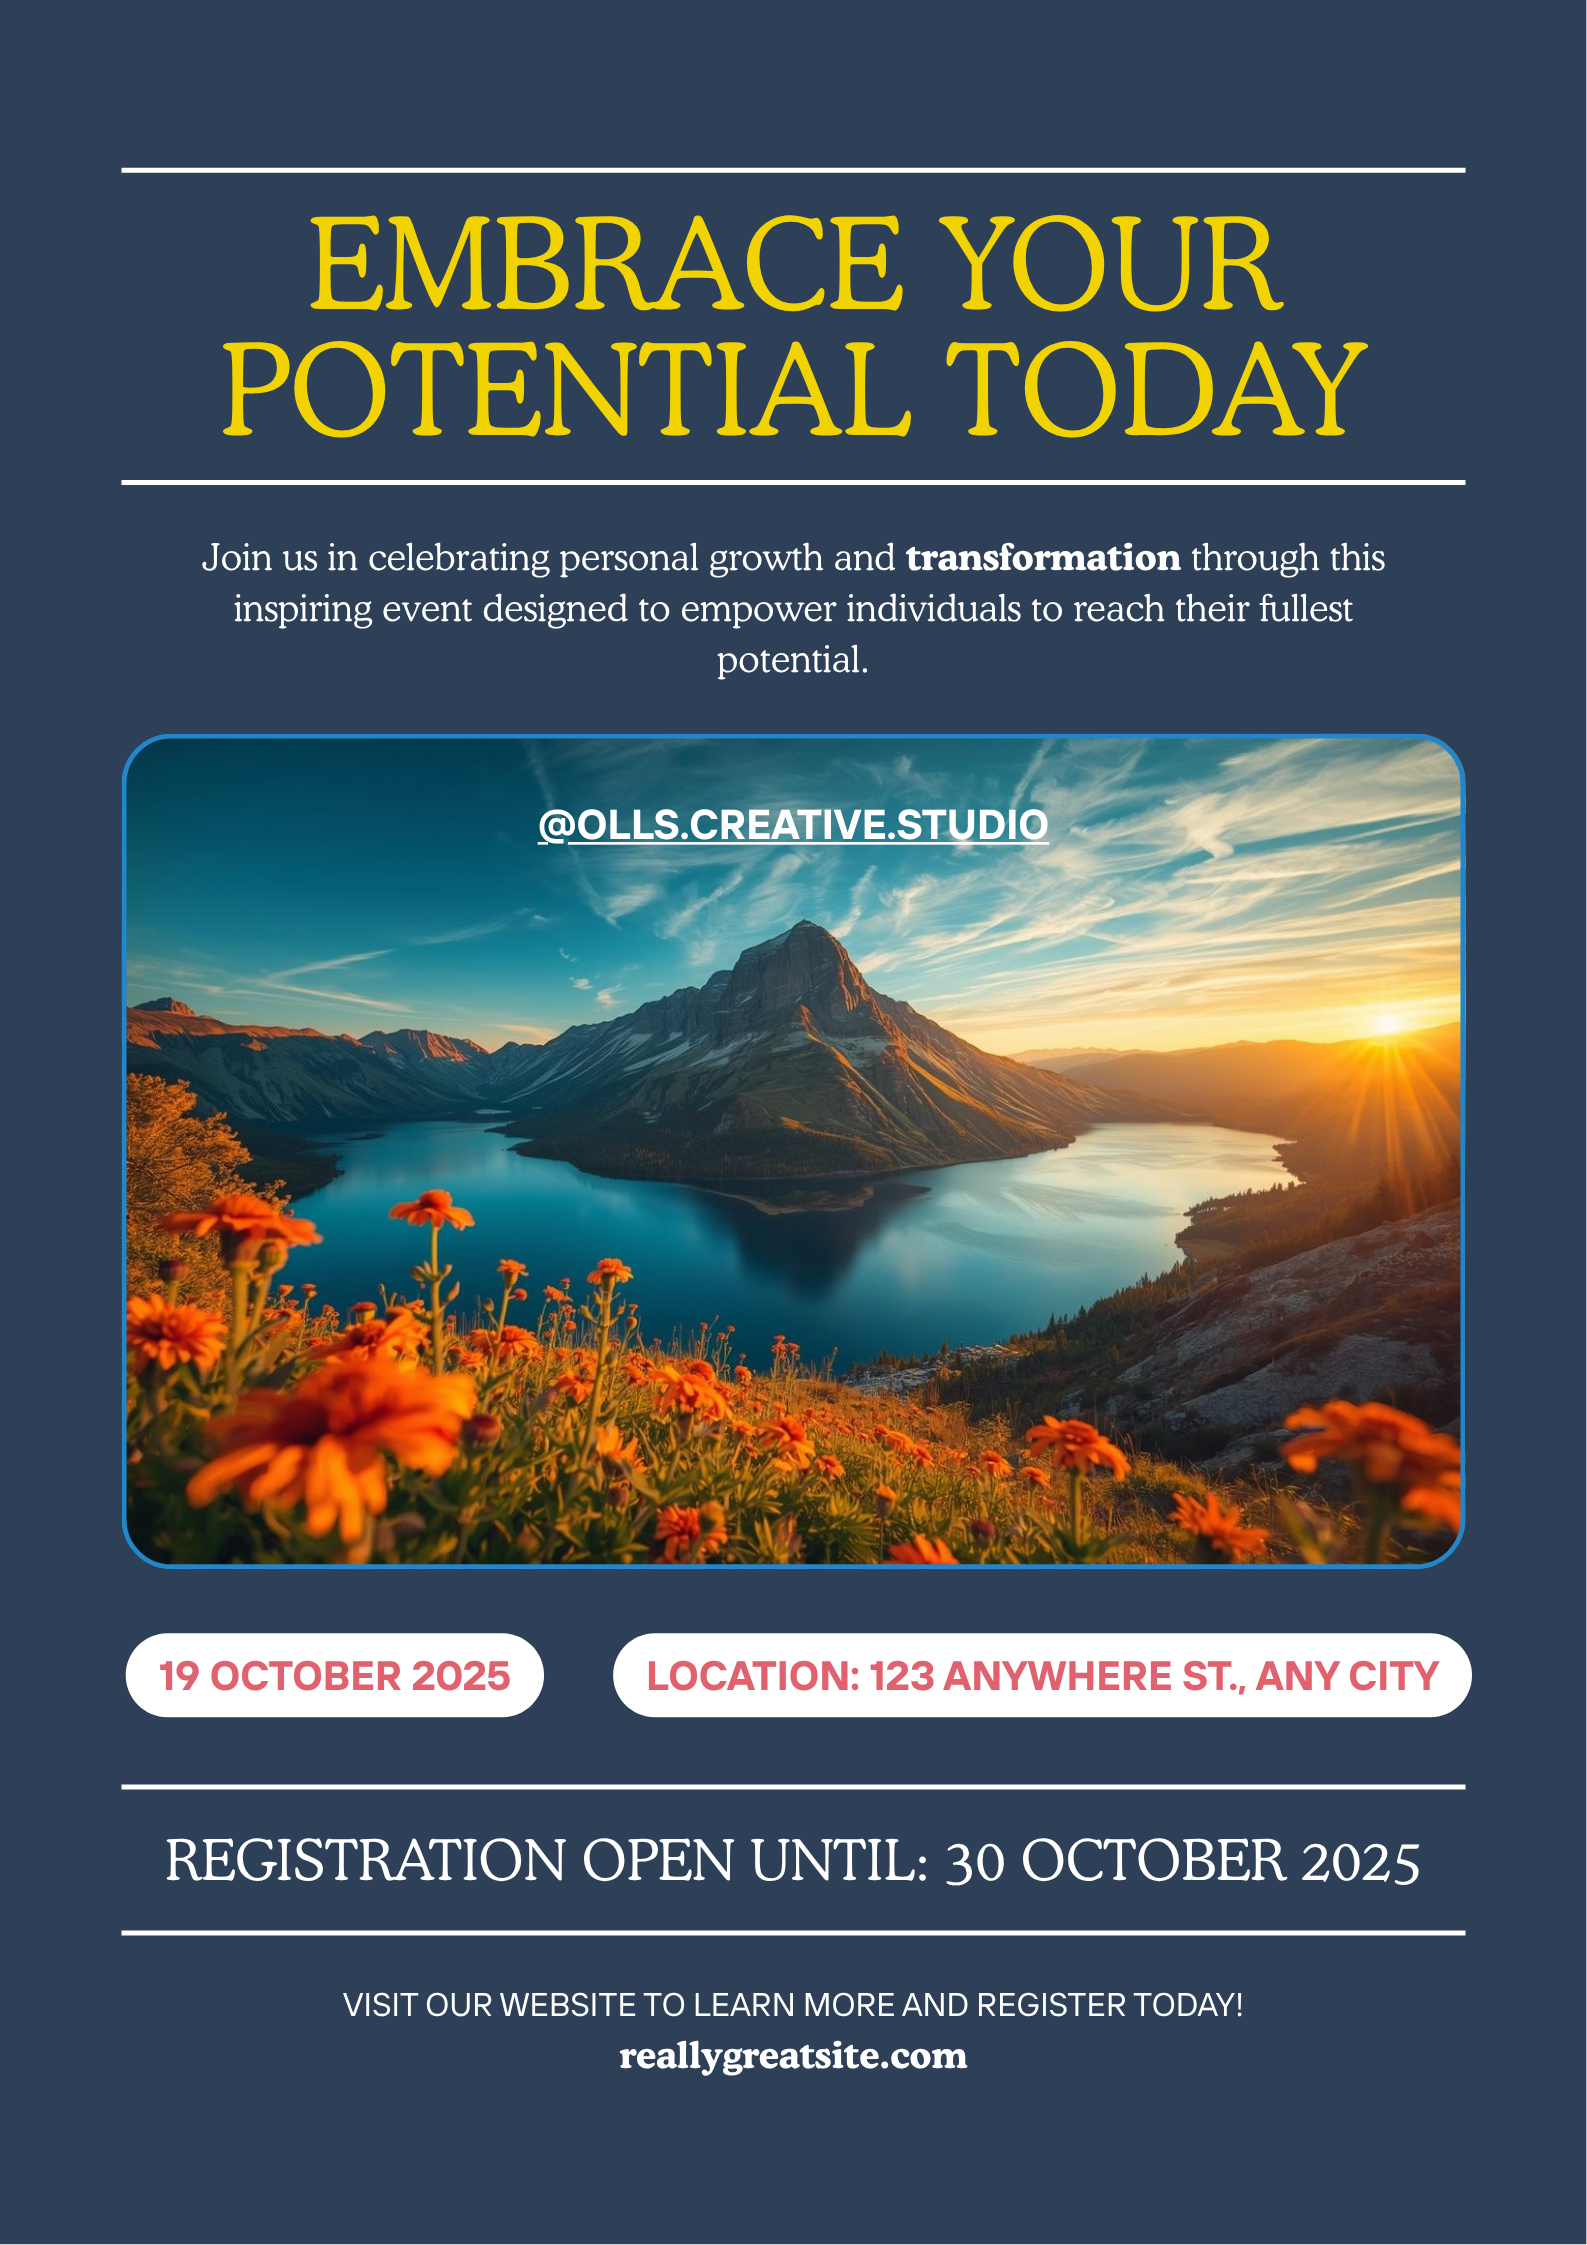 EMBRACE YOUR
POTENTIAL TODAY
Join us in celebrating personal growth and transformation through this
inspiring event designed to empower individuals to reach their fullest
potential.
@OLLS.CREATIVE.STUDIO
19 OCTOBER 2025
LOCATION: 123 ANYWHERE ST., ANY CITY
REGISTRATION OPEN UNTIL: 30 OCTOBER 2025
VISIT OUR WEBSITE TO LEARN MORE AND REGISTER TODAY!
reallygreatsite.com